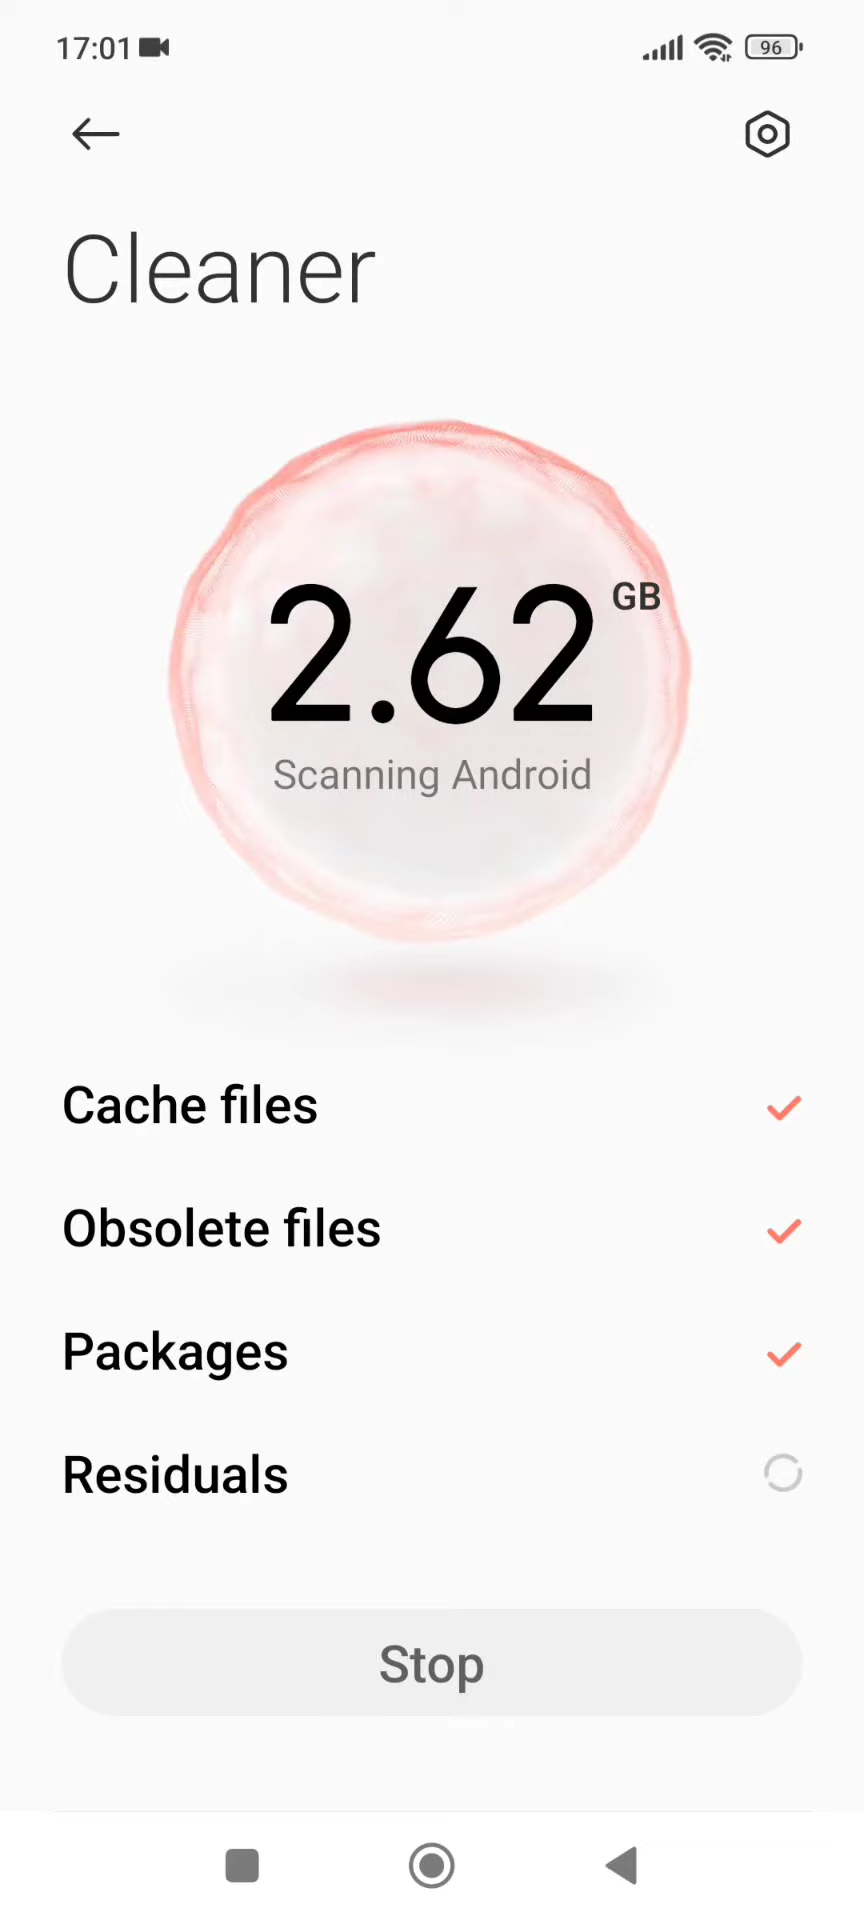 17:01
96
Cleaner
2.62 GB
Scanning Android
Cache files
Obsolete files
Packages
Residuals
Stop